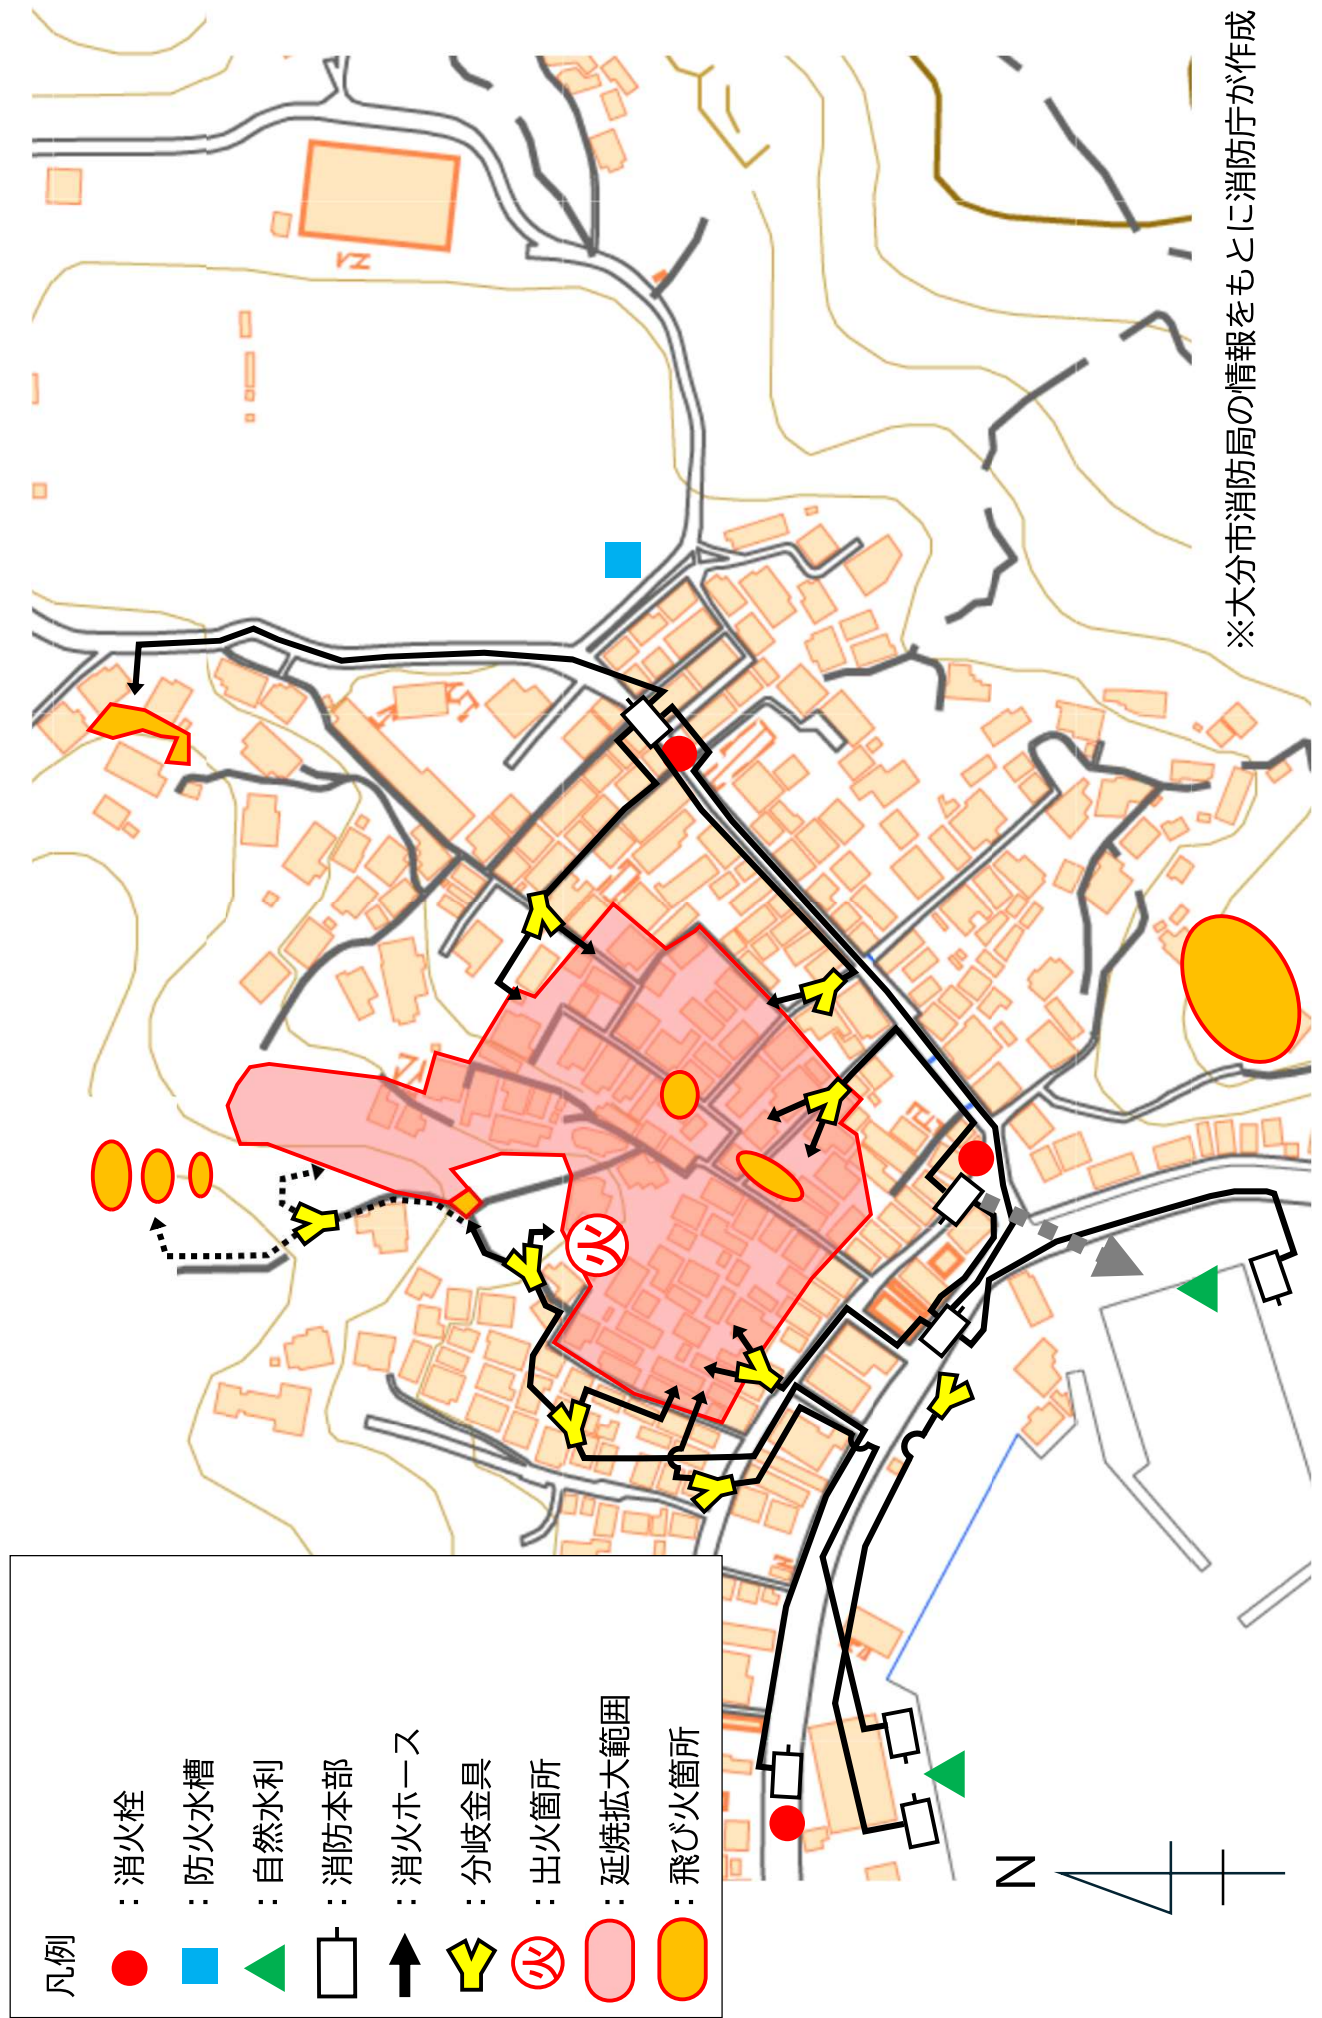 凡例
：消火栓
：防火水槽
：自然水利
：消防本部
：消火ホース
：分岐金具
：出火箇所
：延焼拡大範囲
：飛び火箇所
火
火
N
※大分市消防局の情報をもとに消防庁が作成